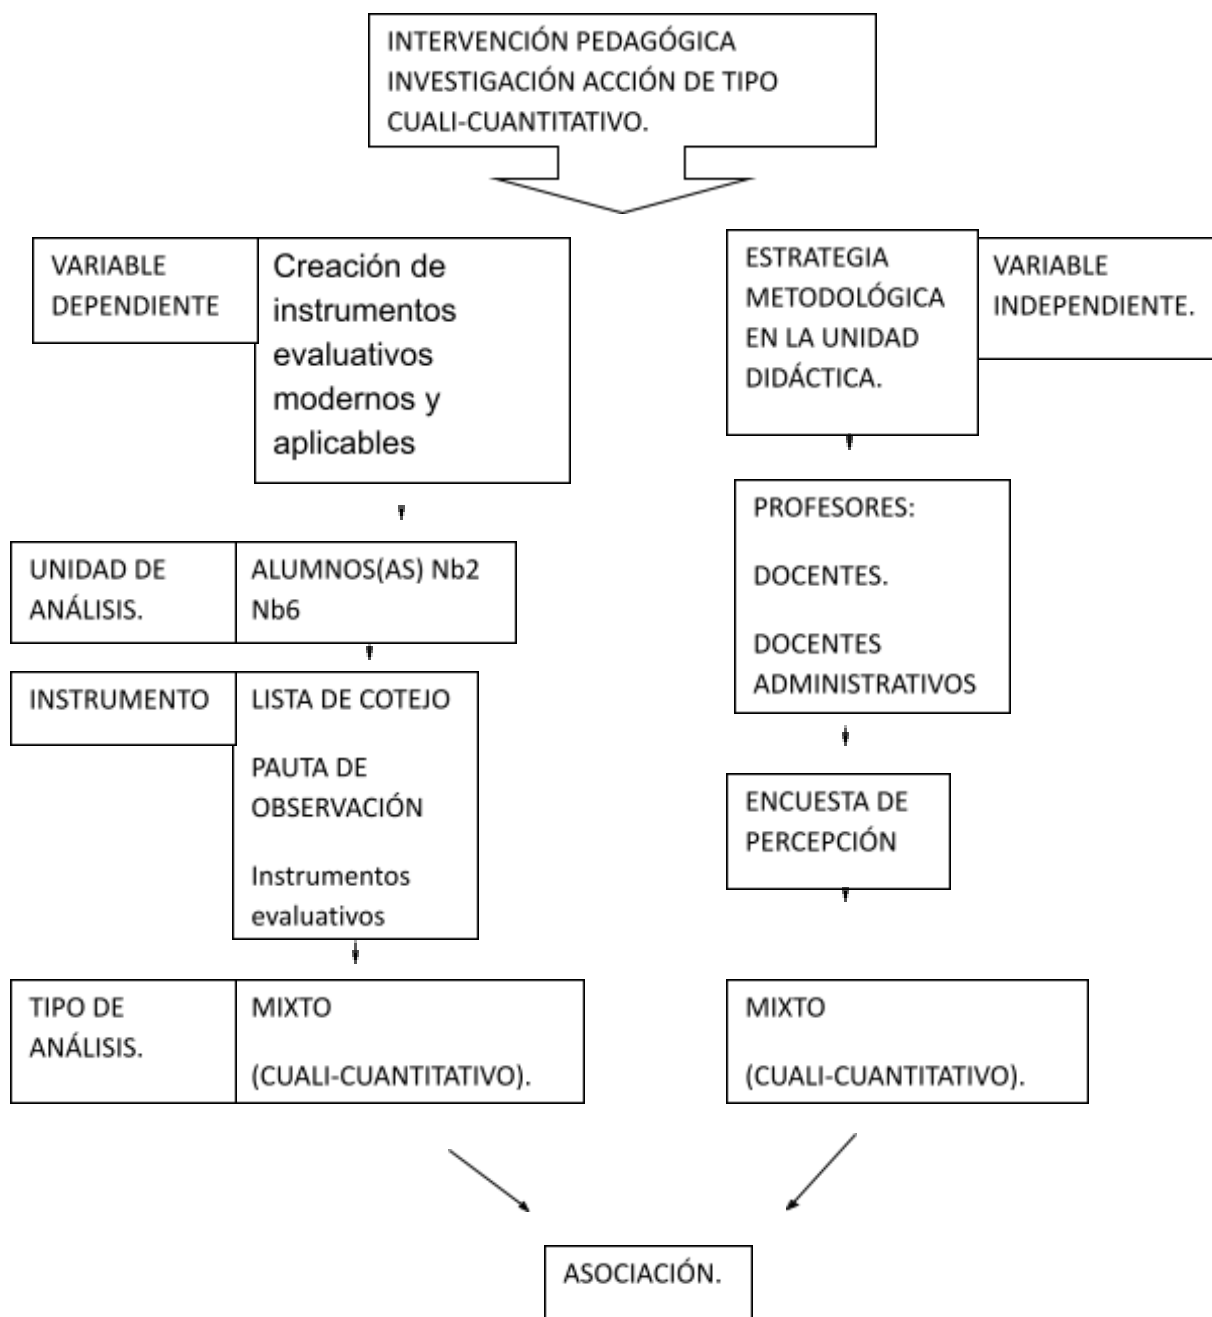 INTERVENCIÓN PEDAGÓGICA
INVESTIGACIÓN ACCIÓN DE TIPO
CUALI-CUANTITATIVO.
VARIABLE
DEPENDIENTE
Creación de
instrumentos
evaluativos
modernos y
aplicables
ESTRATEGIA
METODOLÓGICA
EN LA UNIDAD
DIDÁCTICA.
VARIABLE
INDEPENDIENTE.
UNIDAD DE
ANÁLISIS.
ALUMNOS(AS) Nb2
Nb6
PROFESORES:
DOCENTES.
DOCENTES
ADMINISTRATIVOS
INSTRUMENTO
LISTA DE COTEJO
PAUTA DE
OBSERVACIÓN
Instrumentos
evaluativos
ENCUESTA DE
PERCEPCIÓN
TIPO DE
ANÁLISIS.
MIXTO
(CUALI-CUANTITATIVO).
MIXTO
(CUALI-CUANTITATIVO).
ASOCIACIÓN.